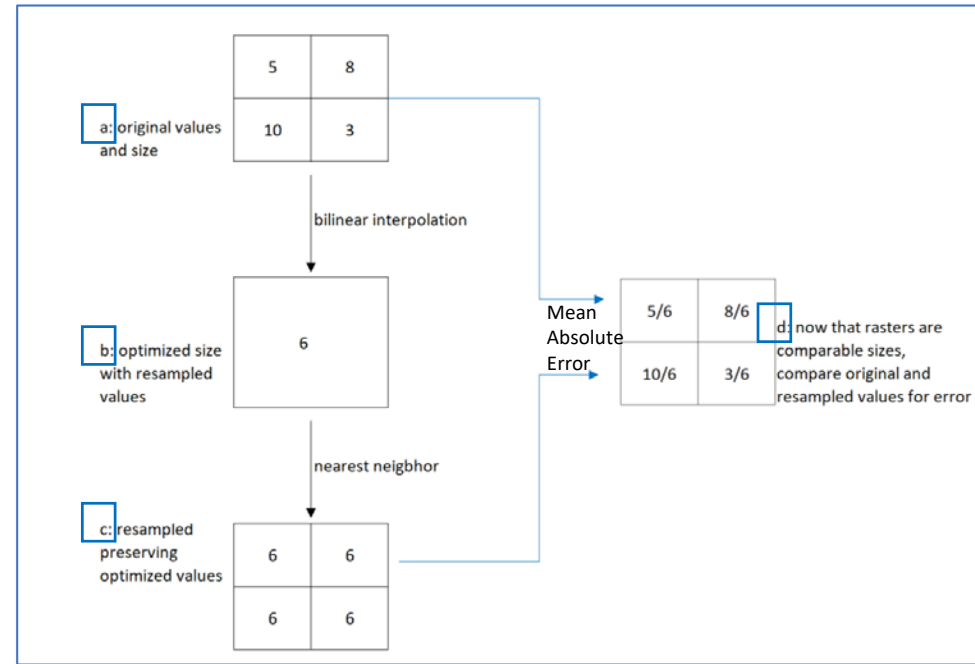 5 8
a: original values
and size
10 3
bilinear interpolation
b: optimized size
with resampled
values
6
nearest neigbhor
c: resampled
preserving
optimized values
6 6
6 6
Mean
Absolute
Error
5/6 8/6
10/6 3/6
d: now that rasters are
comparable sizes,
compare original and
resampled values for error